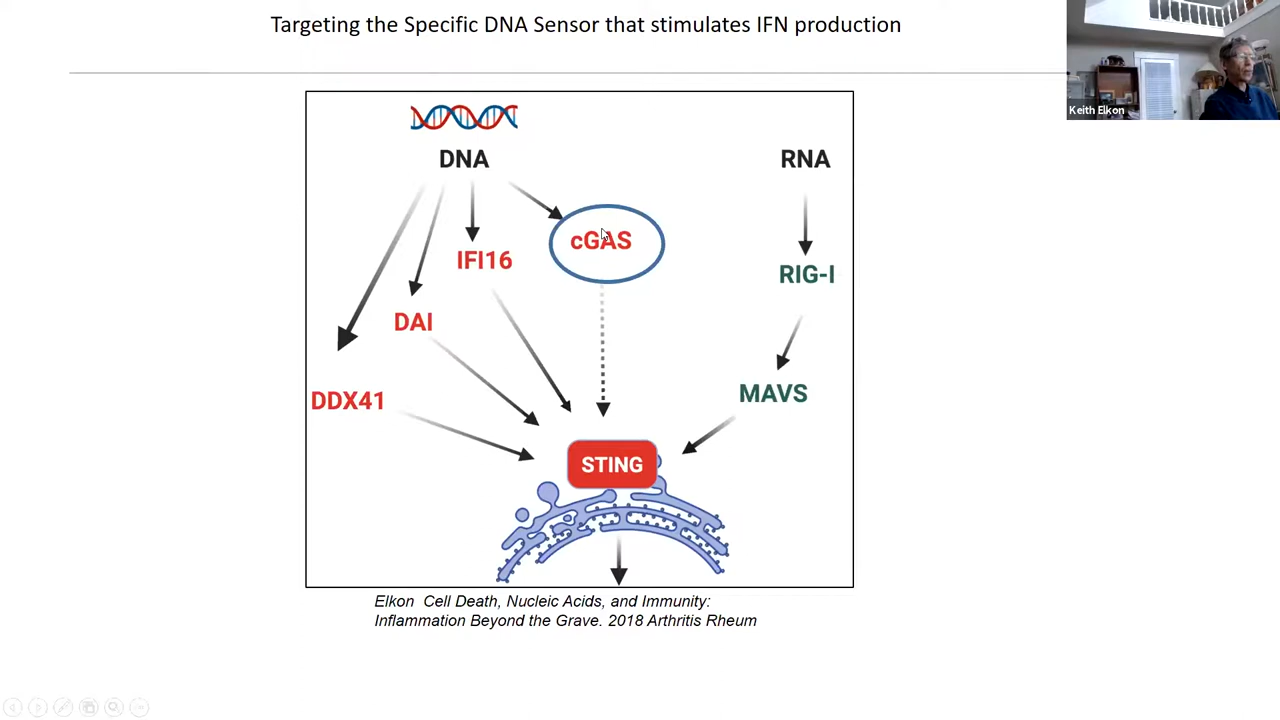 Targeting the Specific DNA Sensor that stimulates IFN production
Keith Elkon
DNA
RNA
cGAS
IFI16
RIG-I
DAI
MAVS
DDX41
STING
Elkon Cell Death, Nucleic Acids, and Immunity:
Inflammation Beyond the Grave. 2018 Arthritis Rheum